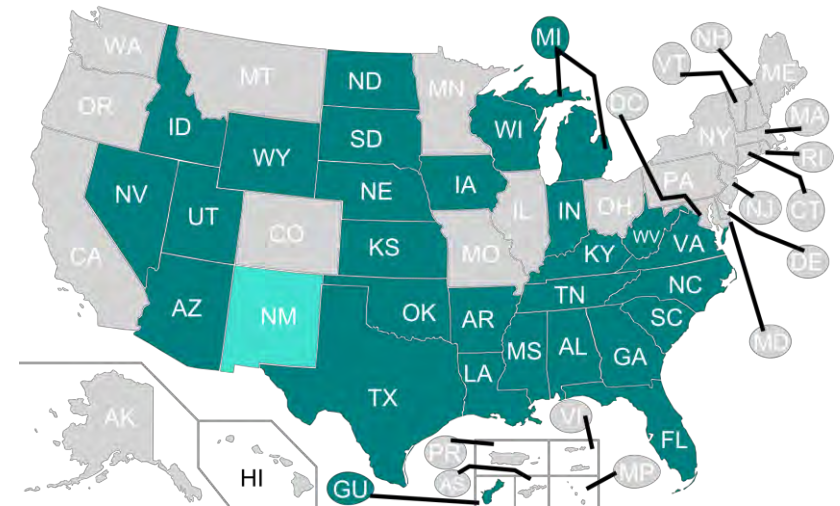 WA
MT
ND
MN
MI
NH
VT
ME
OR
ID
SD
WI
DC
MA
NY
WY
RI
PA
NV
NE
IA
NJ
CT
UT
CO
IL
IN
OH
WV
VA
DE
CA
KS
MO
KY
NC
AZ
NM
OK
AR
TN
SC
MD
MS
AL
GA
LA
TX
AK
VI
FL
HI
PR
MP
AS
GU